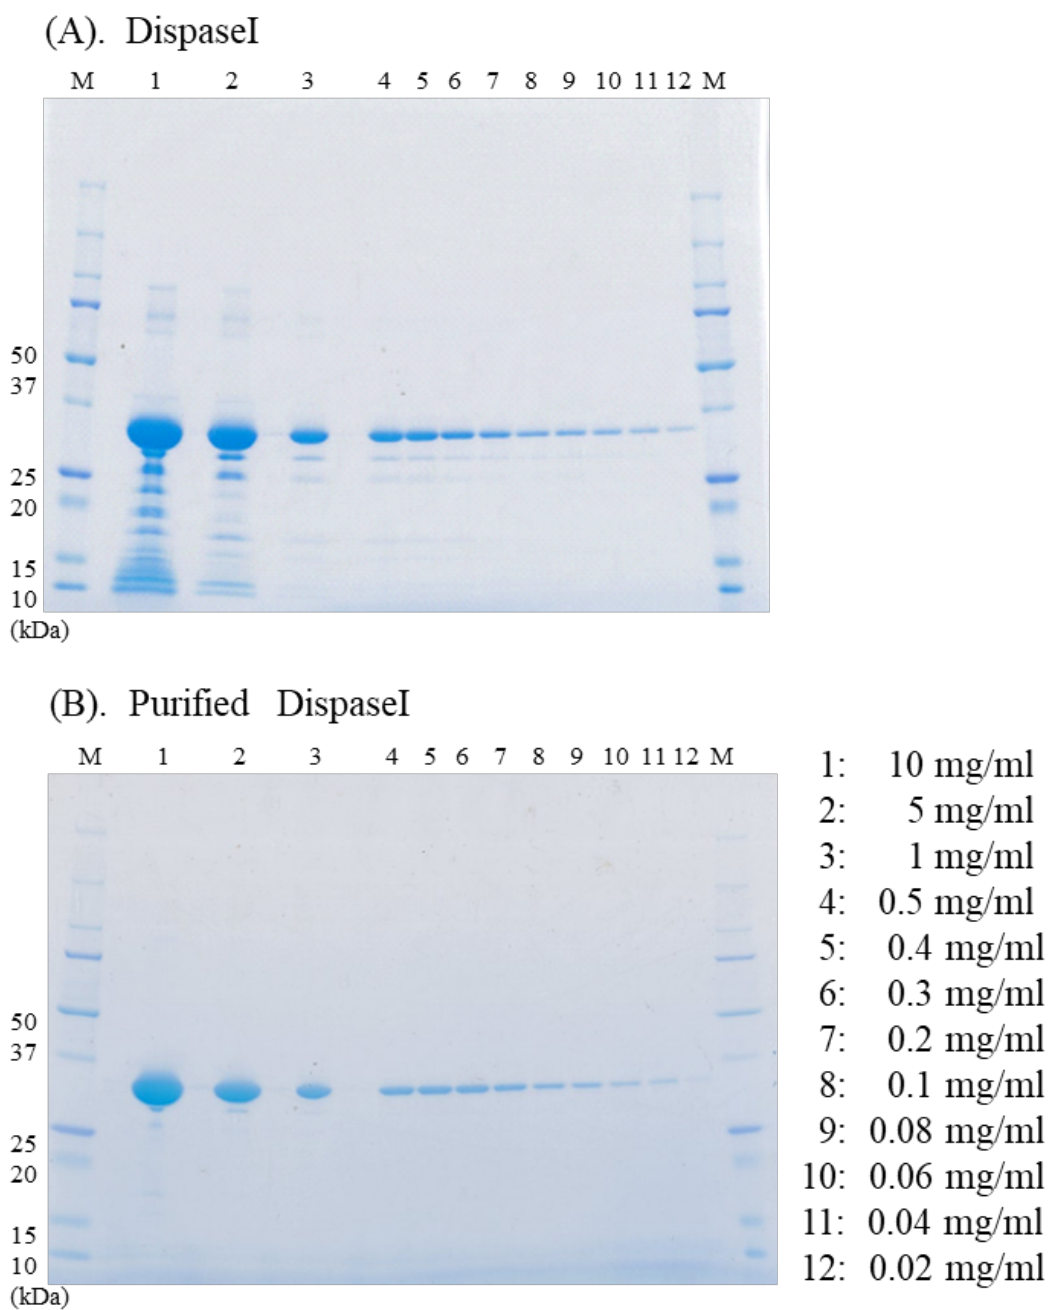 (A). DispaseI
M 1 2 3 4 5 6 7 8 9 10 11 12 M
50
37
25
20
15
10
(kDa)
(B). Purified DispaseI
M 1 2 3 4 5 6 7 8 9 10 11 12 M
50
37
25
20
15
10
(kDa)
1: 10 mg/ml
2: 5 mg/ml
3: 1 mg/ml
4: 0.5 mg/ml
5: 0.4 mg/ml
6: 0.3 mg/ml
7: 0.2 mg/ml
8: 0.1 mg/ml
9: 0.08 mg/ml
10: 0.06 mg/ml
11: 0.04 mg/ml
12: 0.02 mg/ml